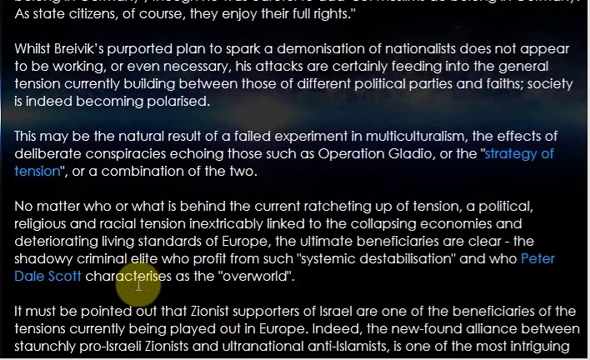 As state citizens, of course, they enjoy their full rights."
Whilst Breivik's purported plan to spark a demonisation of nationalists does not appear
to be working, or even necessary, his attacks are certainly feeding into the general
tension currently building between those of different political parties and faiths; society
is indeed becoming polarised.
This may be the natural result of a failed experiment in multiculturalism, the effects of
deliberate conspiracies echoing those such as Operation Gladio, or the "strategy of
tension", or a combination of the two.
No matter who or what is behind the current ratcheting up of tension, a political,
religious and racial tension inextricably linked to the collapsing economies and
deteriorating living standards of Europe, the ultimate beneficiaries are clear - the
shadowy criminal elite who profit from such "systemic destabilisation" and who Peter
Dale Scott characterises as the "overworld".
It must be pointed out that Zionist supporters of Israel are one of the beneficiaries of the
tensions currently being played out in Europe. Indeed, the new-found alliance between
staunchly pro-Israeli Zionists and ultranational anti-Islamists, is one of the most intriguing